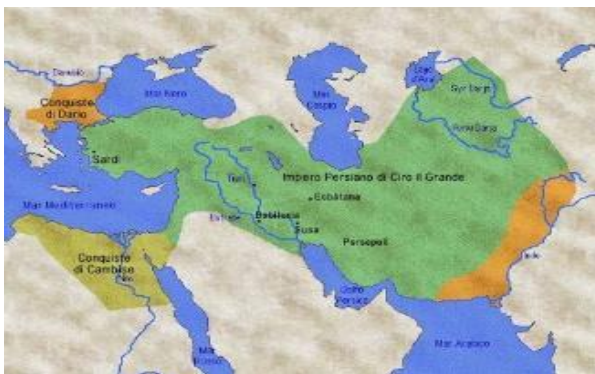 Danubio
Conquiste
di Dario
Mar Nero
Mar
Caspio
Lago
d'Aral
Syr Darja
Amu Darja
Sardi
Impero Persiano di Ciro il Grande
Tigri
Ecbatana
Mar Mediterraneo
Eufrate
Babilonia
Susa
Persepoli
Conquiste
di Cambise
Nilo
Golfo
Persico
Indo
Mar
Rosso
Mar Arabico